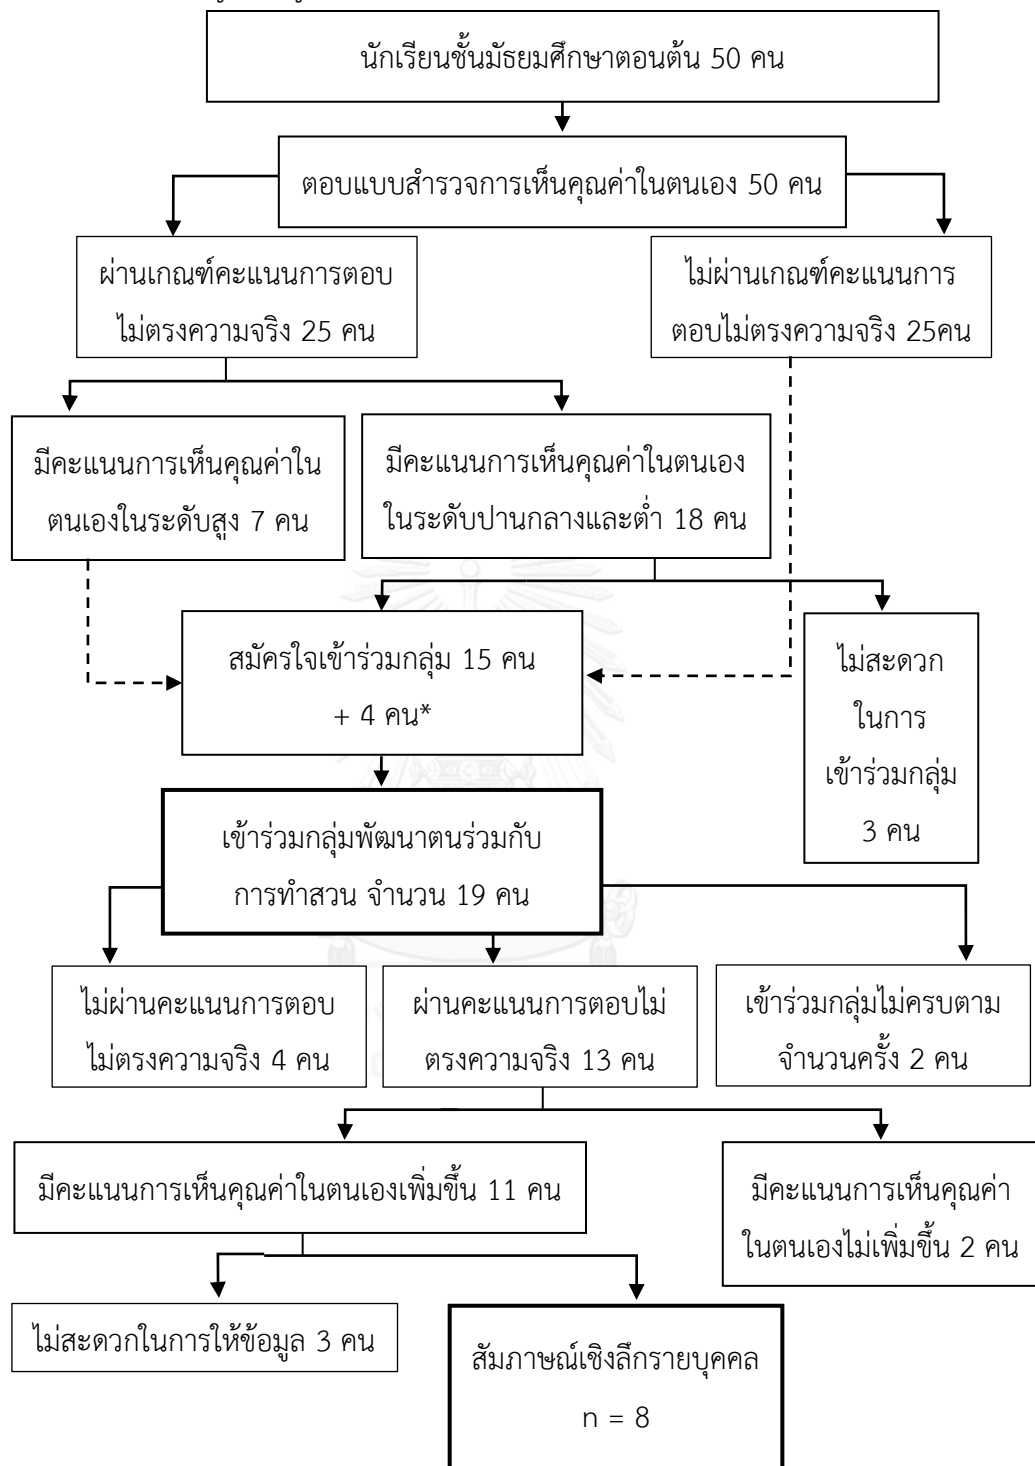 นักเรียนชั้นมัธยมศึกษาตอนต้น 50 คน
ตอบแบบสำรวจการเห็นคุณค่าในตนเอง 50 คน
ผ่านเกณฑ์คะแนนการตอบ
ไม่ตรงความจริง 25 คน
ไม่ผ่านเกณฑ์คะแนนการ
ตอบไม่ตรงความจริง 25คน
มีคะแนนการเห็นคุณค่าใน
ตนเองในระดับสูง 7 คน
มีคะแนนการเห็นคุณค่าในตนเอง
ในระดับปานกลางและต่ำ 18 คน
สมัครใจเข้าร่วมกลุ่ม 15 คน
+ 4 คน*
ไม่สะดวก
ในการ
เข้าร่วมกลุ่ม
3 คน
เข้าร่วมกลุ่มพัฒนาตนร่วมกับ
การทำสวน จำนวน 19 คน
ไม่ผ่านคะแนนการตอบ
ไม่ตรงความจริง 4 คน
ผ่านคะแนนการตอบไม่
ตรงความจริง 13 คน
เข้าร่วมกลุ่มไม่ครบตาม
จำนวนครั้ง 2 คน
มีคะแนนการเห็นคุณค่าในตนเองเพิ่มขึ้น 11 คน
มีคะแนนการเห็นคุณค่า
ในตนเองไม่เพิ่มขึ้น 2 คน
ไม่สะดวกในการให้ข้อมูล 3 คน
สัมภาษณ์เชิงลึกรายบุคคล
n = 8